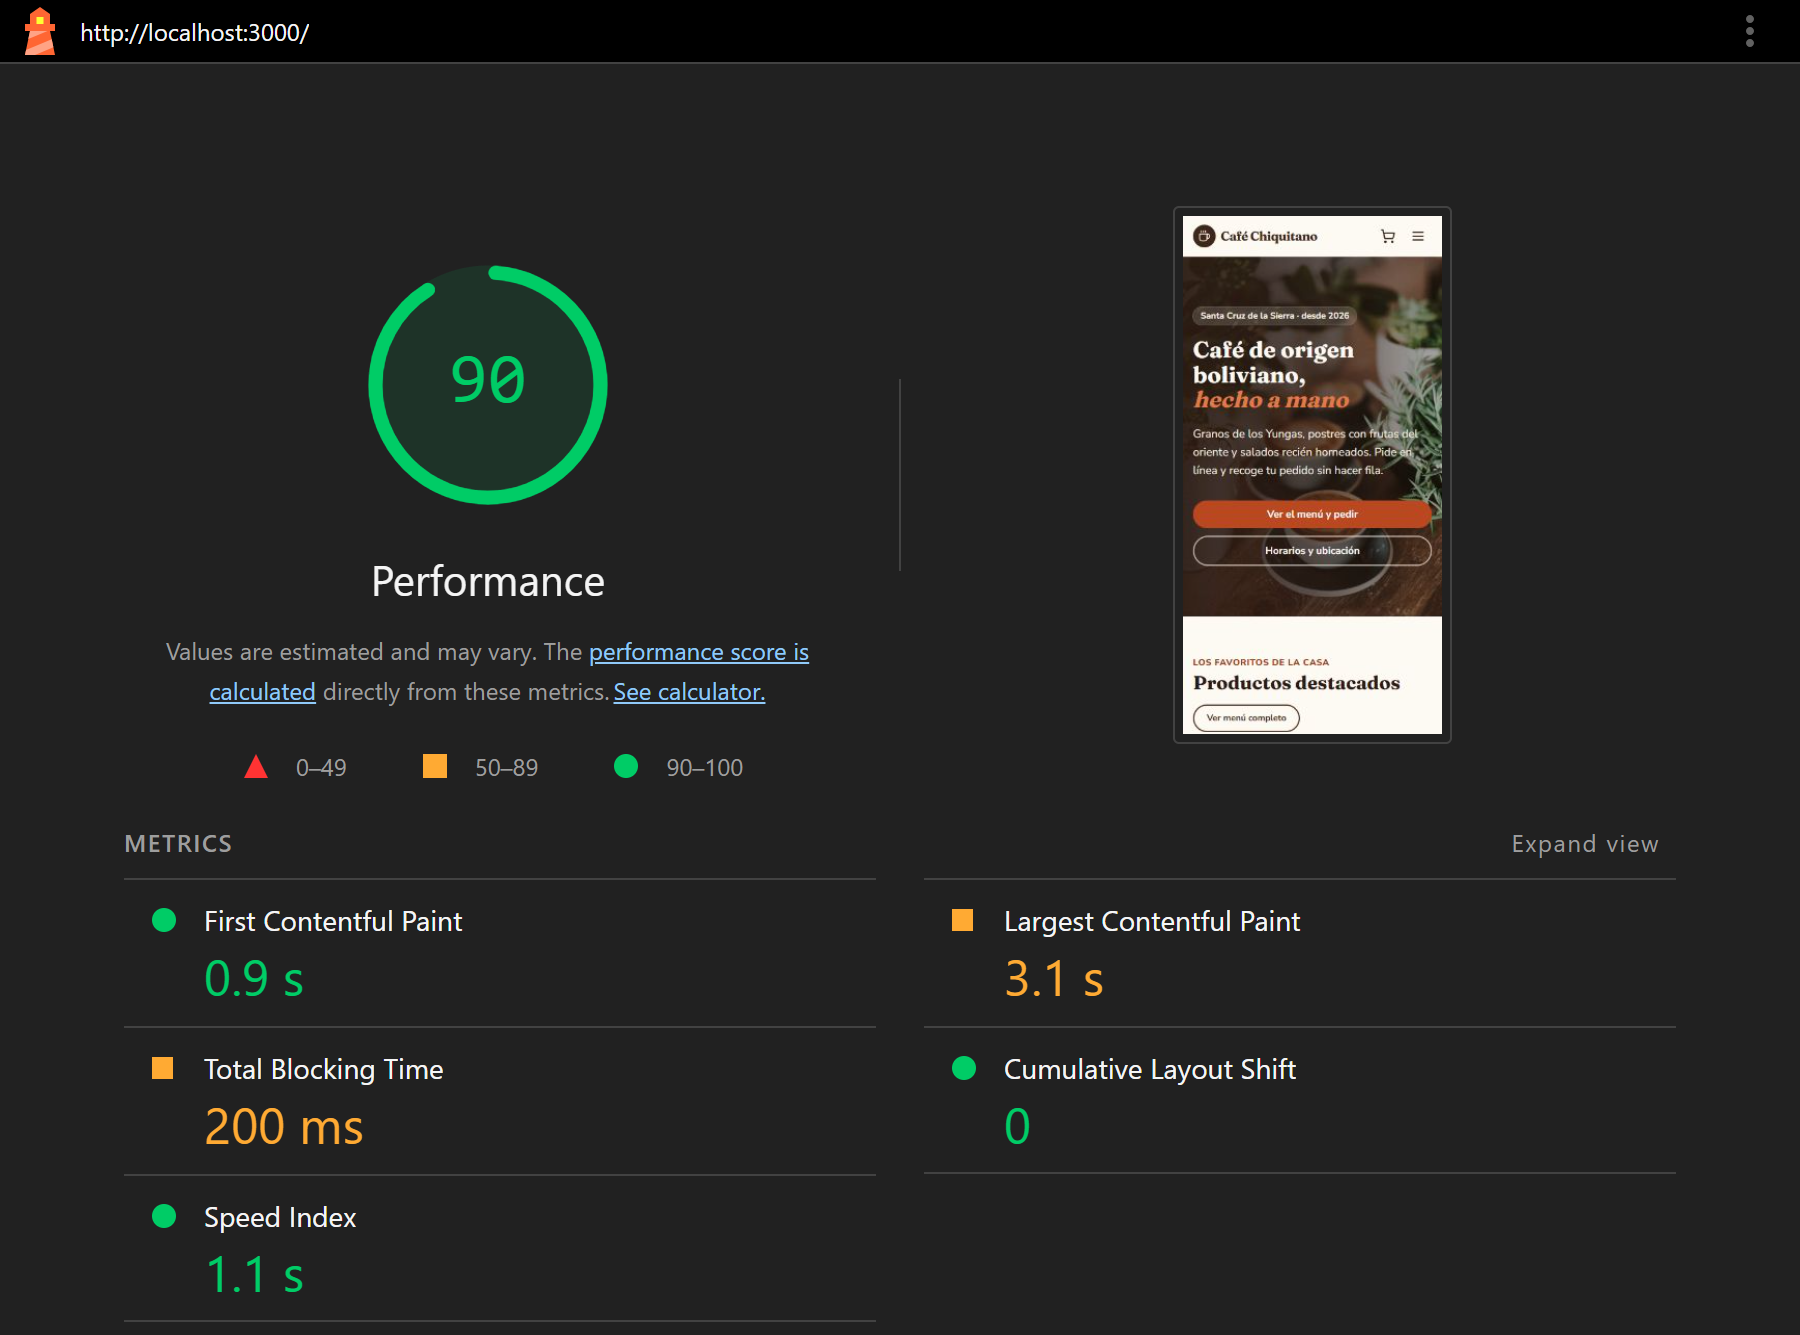 http://localhost:3000/
90
Performance
Values are estimated and may vary. The performance score is
calculated directly from these metrics. See calculator.
0–49
50–89
90–100
Café Chiquitano
Santa Cruz de la Sierra · desde 2026
Café de origen
boliviano,
hecho a mano
Granos de los Yungas, postres con frutas del
oriente y salados recién horneados. Pide en
línea y recoge tu pedido sin hacer fila.
Ver el menú y pedir
Horarios y ubicación
LOS FAVORITOS DE LA CASA
Productos destacados
Ver menú completo
METRICS
Expand view
First Contentful Paint
0.9 s
Largest Contentful Paint
3.1 s
Total Blocking Time
200 ms
Cumulative Layout Shift
0
Speed Index
1.1 s